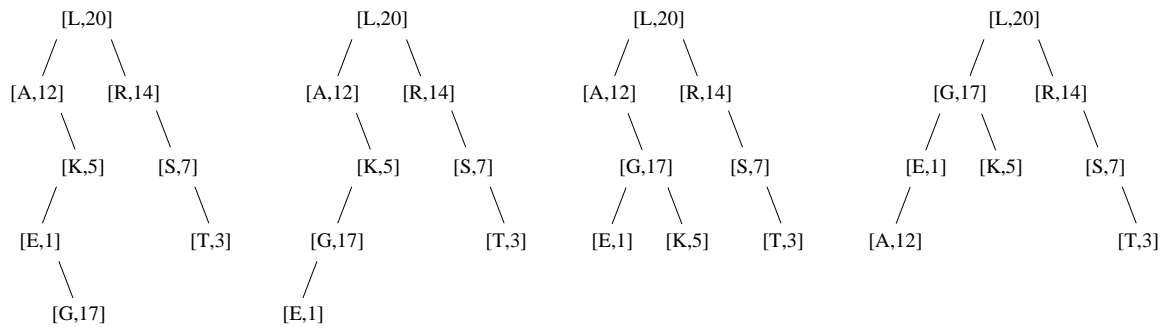 [L,20] [L,20] [L,20] [L,20]
[A,12] [R,14] [A,12] [R,14] [A,12] [R,14] [G,17] [R,14]
[K,5] [S,7] [K,5] [S,7] [G,17] [S,7] [E,1] [K,5] [S,7]
[E,1] [T,3] [G,17] [T,3] [E,1] [K,5] [T,3] [A,12] [T,3]
[G,17] [E,1]